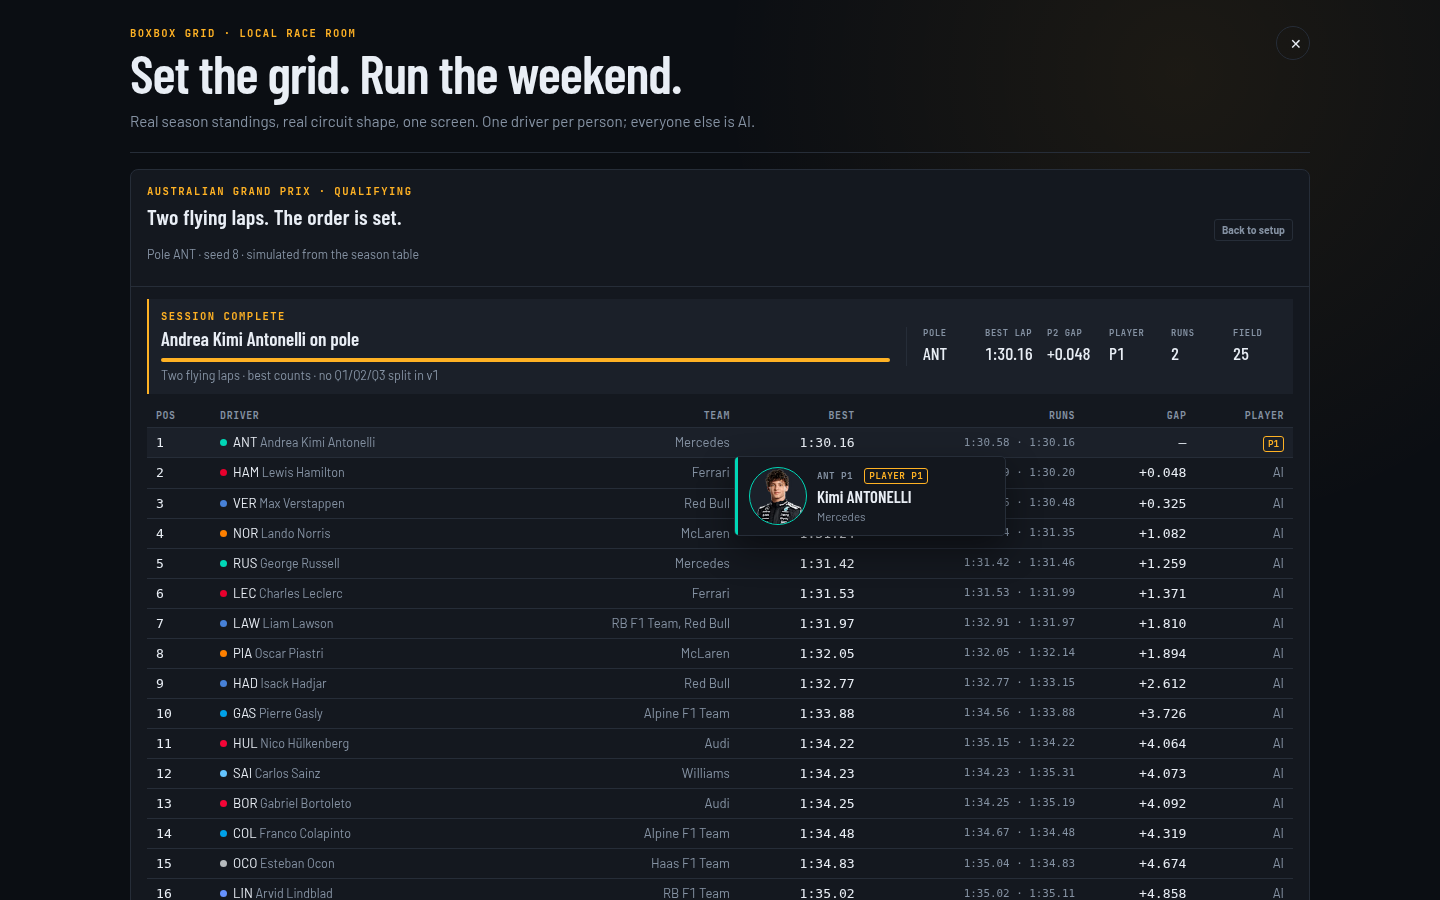 BOXBOX GRID · LOCAL RACE ROOM
✕
Set the grid. Run the weekend.
Real season standings, real circuit shape, one screen. One driver per person; everyone else is AI.
AUSTRALIAN GRAND PRIX · QUALIFYING
Two flying laps. The order is set.
Back to setup
Pole ANT · seed 8 · simulated from the season table
SESSION COMPLETE
Andrea Kimi Antonelli on pole
Two flying laps · best counts · no Q1/Q2/Q3 split in v1
POLE BEST LAP P2 GAP PLAYER RUNS FIELD
ANT 1:30.16 +0.048 P1 2 25
POS DRIVER TEAM BEST RUNS GAP PLAYER
1 ANT Andrea Kimi Antonelli Mercedes 1:30.16 1:30.58 · 1:30.16 — P1
2 HAM Lewis Hamilton Ferrari · 1:30.20 +0.048 AI
3 VER Max Verstappen Red Bull · 1:30.48 +0.325 AI
4 NOR Lando Norris McLaren · 1:31.35 +1.082 AI
ANT P1 PLAYER P1
Kimi ANTONELLI
Mercedes
5 RUS George Russell Mercedes 1:31.42 1:31.42 · 1:31.46 +1.259 AI
6 LEC Charles Leclerc Ferrari 1:31.53 1:31.53 · 1:31.99 +1.371 AI
7 LAW Liam Lawson RB F1 Team, Red Bull 1:31.97 1:32.91 · 1:31.97 +1.810 AI
8 PIA Oscar Piastri McLaren 1:32.05 1:32.05 · 1:32.14 +1.894 AI
9 HAD Isack Hadjar Red Bull 1:32.77 1:32.77 · 1:33.15 +2.612 AI
10 GAS Pierre Gasly Alpine F1 Team 1:33.88 1:34.56 · 1:33.88 +3.726 AI
11 HUL Nico Hülkenberg Audi 1:34.22 1:35.15 · 1:34.22 +4.064 AI
12 SAI Carlos Sainz Williams 1:34.23 1:34.23 · 1:35.31 +4.073 AI
13 BOR Gabriel Bortoleto Audi 1:34.25 1:34.25 · 1:35.19 +4.092 AI
14 COL Franco Colapinto Alpine F1 Team 1:34.48 1:34.67 · 1:34.48 +4.319 AI
15 OCO Esteban Ocon Haas F1 Team 1:34.83 1:35.04 · 1:34.83 +4.674 AI
16 LIN Arvid Lindblad RB F1 Team 1:35.02 1:35.02 · 1:35.11 +4.858 AI